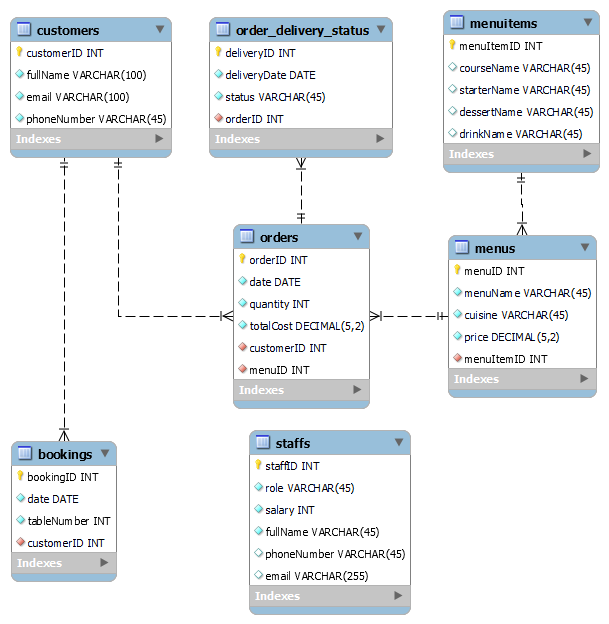 customers
customerID INT
fullName VARCHAR(100)
email VARCHAR(100)
phoneNumber VARCHAR(45)
Indexes
order_delivery_status
deliveryID INT
deliveryDate DATE
status VARCHAR(45)
orderID INT
Indexes
menuitems
menuItemID INT
courseName VARCHAR(45)
starterName VARCHAR(45)
dessertName VARCHAR(45)
drinkName VARCHAR(45)
Indexes
orders
orderID INT
date DATE
quantity INT
totalCost DECIMAL(5,2)
customerID INT
menuID INT
Indexes
menus
menuID INT
menuName VARCHAR(45)
cuisine VARCHAR(45)
price DECIMAL(5,2)
menuItemID INT
Indexes
bookings
bookingID INT
date DATE
tableNumber INT
customerID INT
Indexes
staffs
staffID INT
role VARCHAR(45)
salary INT
fullName VARCHAR(45)
phoneNumber VARCHAR(45)
email VARCHAR(255)
Indexes